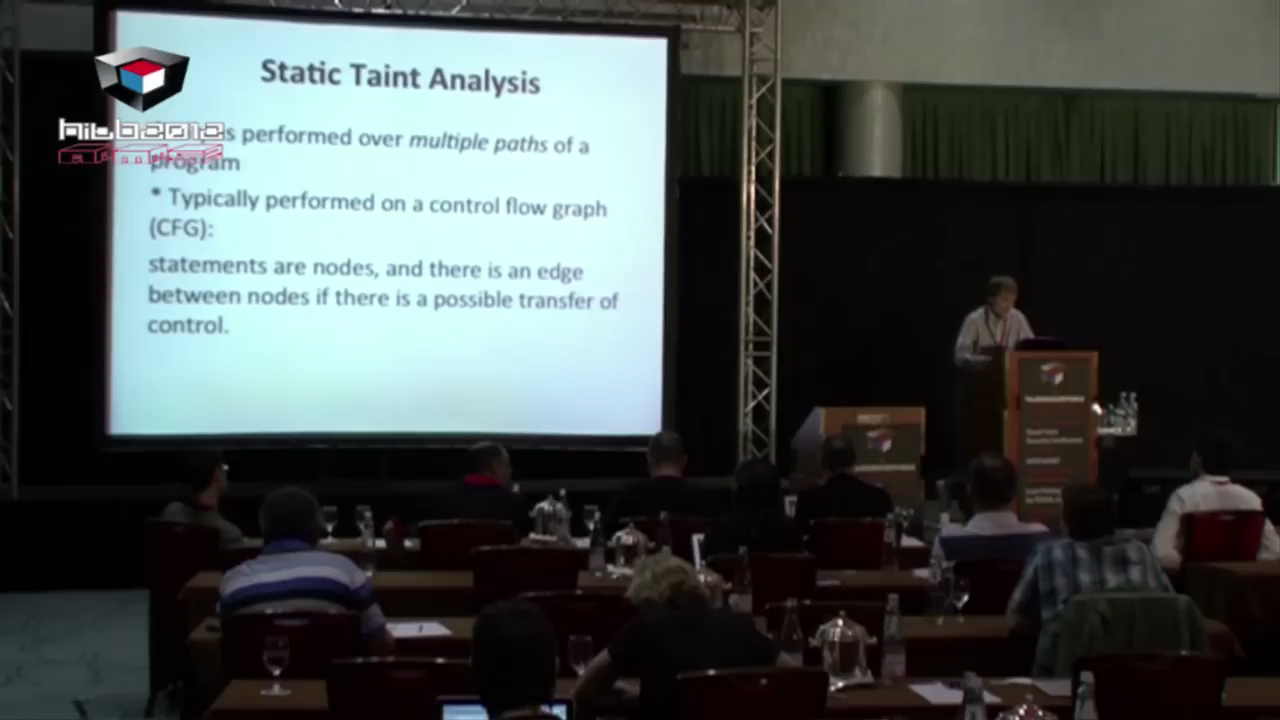 Static Taint Analysis
is performed over multiple paths of a
program
* Typically performed on a control flow graph
(CFG):
statements are nodes, and there is an edge
between nodes if there is a possible transfer of
control.